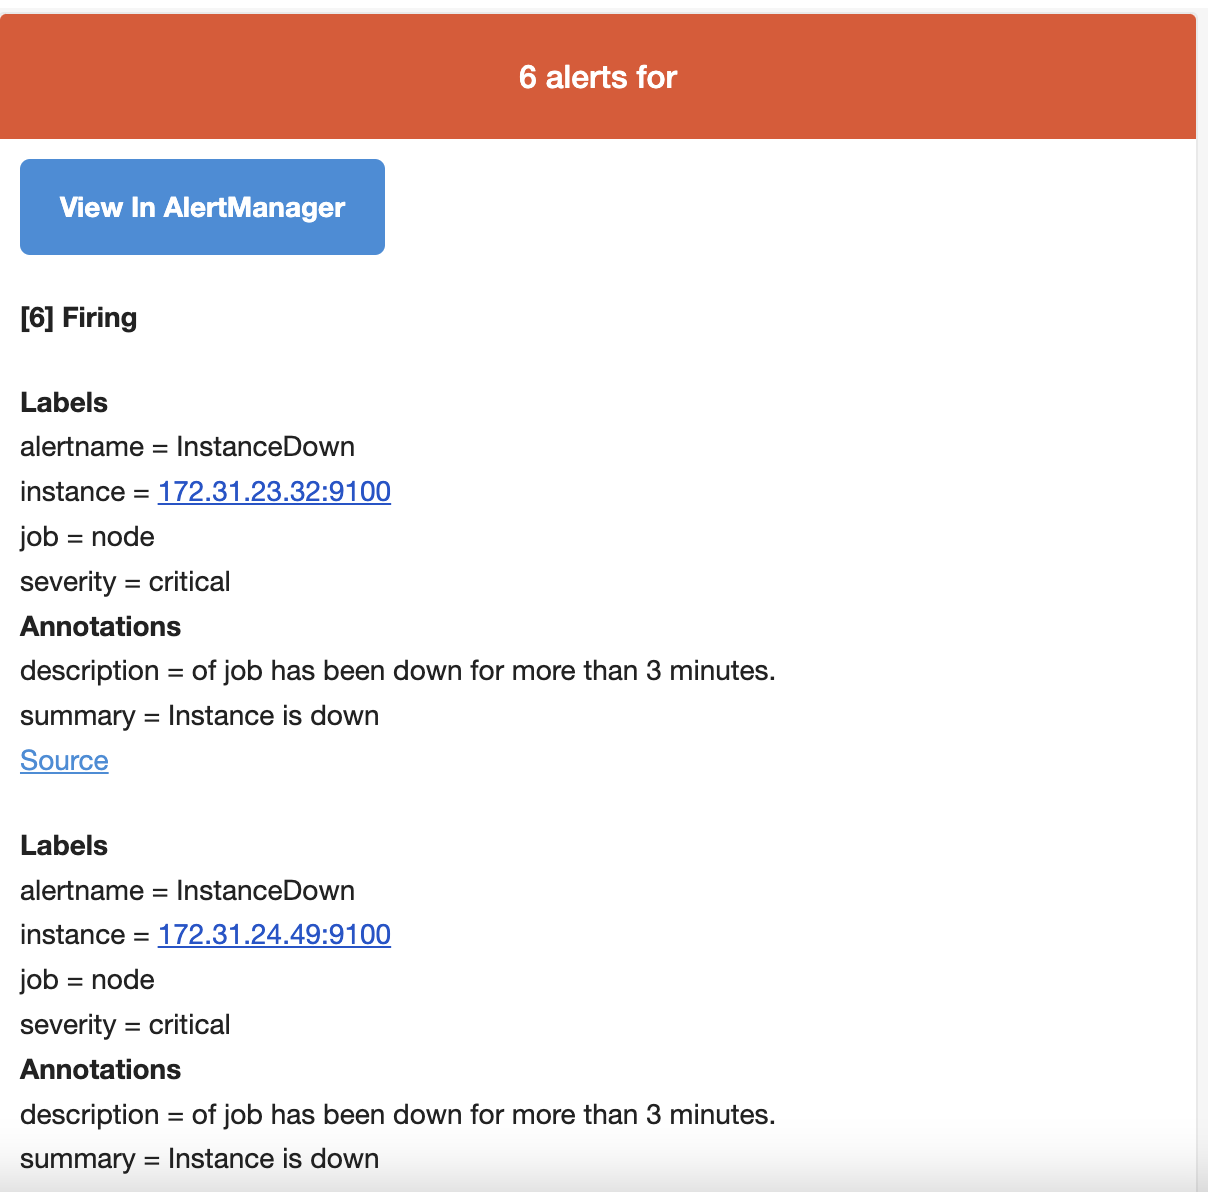 6 alerts for
View In AlertManager
[6] Firing
Labels
alertname = InstanceDown
instance = 172.31.23.32:9100
job = node
severity = critical
Annotations
description = of job has been down for more than 3 minutes.
summary = Instance is down
Source
Labels
alertname = InstanceDown
instance = 172.31.24.49:9100
job = node
severity = critical
Annotations
description = of job has been down for more than 3 minutes.
summary = Instance is down